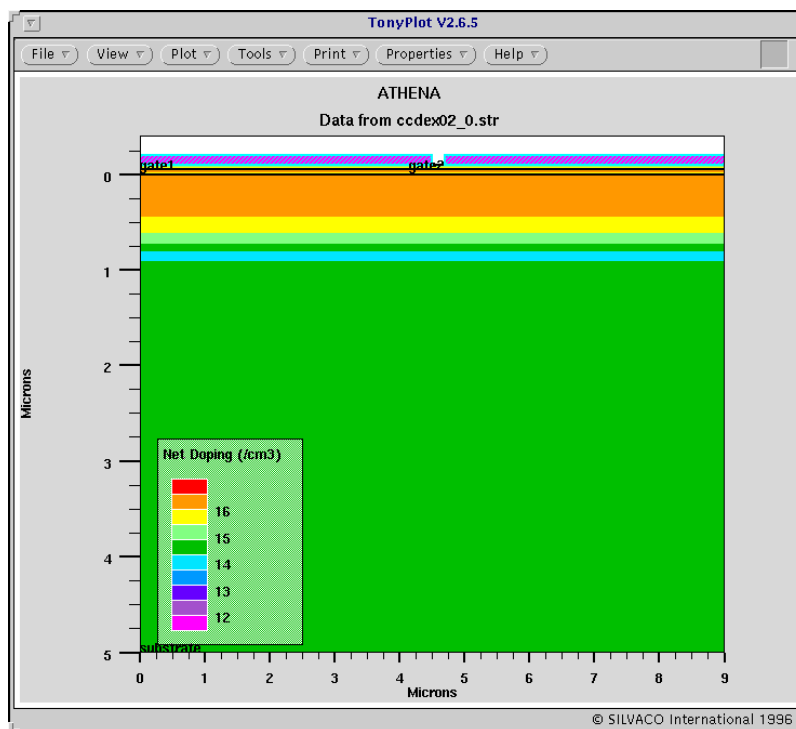 TonyPlot V2.6.5
File View Plot Tools Print Properties Help
ATHENA
Data from ccdex02_0.str
gate1 gate2
0
1
2
3
4
5
Microns
Net Doping (/cm3)
16
15
14
13
12
substrate
0 1 2 3 4 5 6 7 8 9
Microns
© SILVACO International 1996